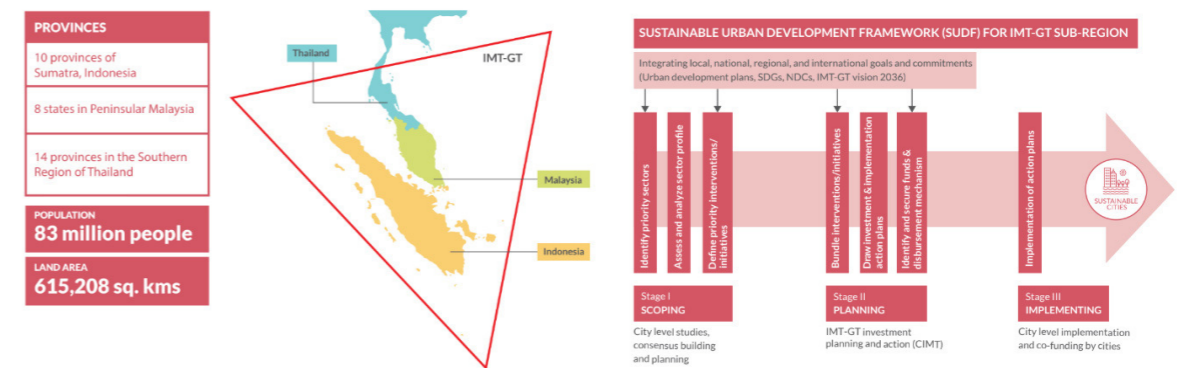 PROVINCES
10 provinces of
Sumatra, Indonesia
8 states in Peninsular Malaysia
14 provinces in the Southern
Region of Thailand
POPULATION
83 million people
LAND AREA
615,208 sq. kms
Thailand
IMT-GT
Malaysia
Indonesia
SUSTAINABLE URBAN DEVELOPMENT FRAMEWORK (SUDF) FOR IMT-GT SUB-REGION
Integrating local, national, regional, and international goals and commitments
(Urban development plans, SDGs, NDCs, IMT-GT vision 2036)
Identify priority sectors
Assess and analyze sector profile
Define priority interventions/
initiatives
Bundle interventions/initiatives
Draw investment & implementation
action plans
Identify and secure funds &
disbursement mechanism
Implementation of action plans
SUSTAINABLE
CITIES
Stage I
SCOPING
City level studies,
consensus building
and planning
Stage II
PLANNING
IMT-GT investment
planning and action (CIMT)
Stage III
IMPLEMENTING
City level implementation
and co-funding by cities